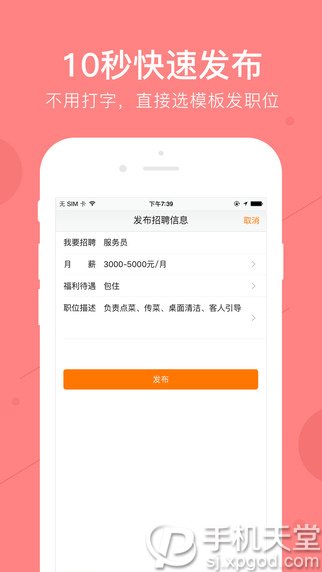 10秒快速发布
不用打字，直接选模板发职位
无 SIM 卡 下午7:39
发布招聘信息 取消
我要招聘 服务员
月 薪 3000-5000元/月
福利待遇 包住
职位描述 负责点菜、传菜、桌面清洁、客人引导
发布
手机天堂
sj.xpgod.com